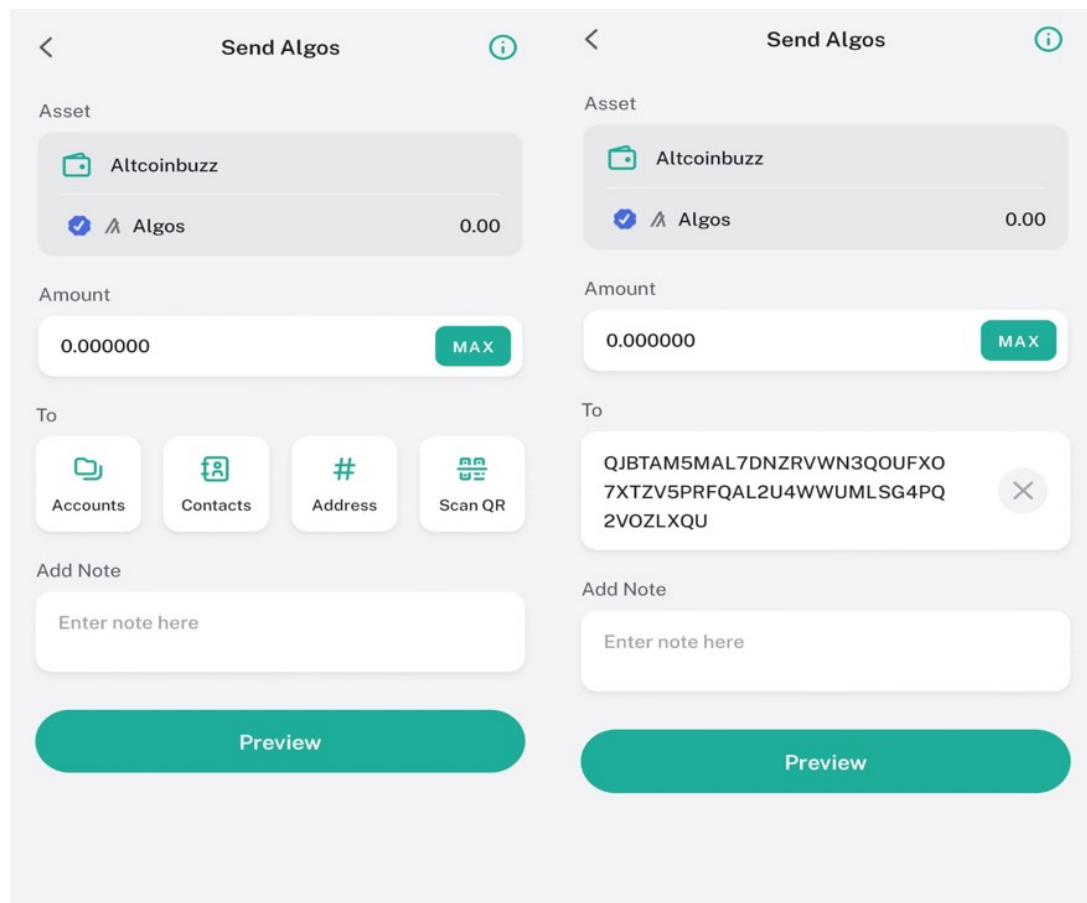 Send Algos
Asset
Altcoinbuzz
Algos 0.00
Amount
0.000000 MAX
To
Accounts Contacts Address Scan QR
Add Note
Enter note here
Preview
Send Algos
Asset
Altcoinbuzz
Algos 0.00
Amount
0.000000 MAX
To
QJBTAM5MAL7DNZRVWN3QOUFXO
7XTZV5PRFQAL2U4WWUMLSG4PQ
2VOZLXQU
Add Note
Enter note here
Preview